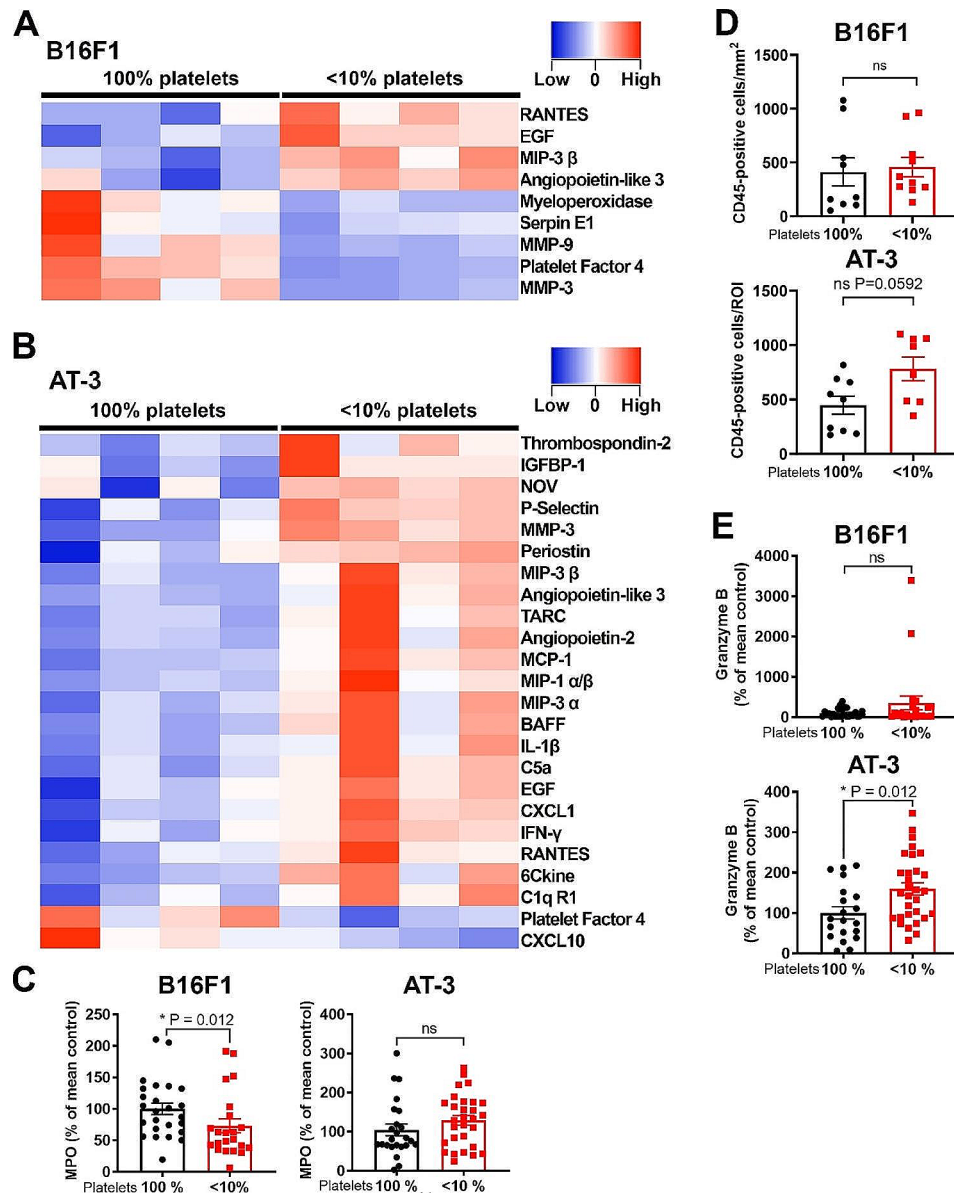 A
B16F1
100% platelets
<10% platelets
Low 0 High
RANTES
EGF
MIP-3 β
Angiopoietin-like 3
Myeloperoxidase
Serpin E1
MMP-9
Platelet Factor 4
MMP-3
B
AT-3
100% platelets
<10% platelets
Low 0 High
Thrombospondin-2
IGFBP-1
NOV
P-Selectin
MMP-3
Periostin
MIP-3 β
Angiopoietin-like 3
TARC
Angiopoietin-2
MCP-1
MIP-1 α/β
MIP-3 α
BAFF
IL-1β
C5a
EGF
CXCL1
IFN-γ
RANTES
6Ckine
C1q R1
Platelet Factor 4
CXCL10
C
B16F1
MPO (% of mean control)
250
200
150
100
50
0
* P = 0.012
Platelets 100 % <10%
AT-3
MPO (% of mean control)
400
300
200
100
0
ns
Platelets 100 % <10 %
D
B16F1
CD45-positive cells/mm²
1500
1000
500
0
ns
Platelets 100% <10%
AT-3
CD45-positive cells/ROI
1500
1000
500
0
ns P=0.0592
Platelets 100% <10%
E
B16F1
Granzyme B
(% of mean control)
4000
3000
2000
1000
0
ns
Platelets 100 % <10%
AT-3
Granzyme B
(% of mean control)
400
300
200
100
0
* P = 0.012
Platelets 100 % <10 %